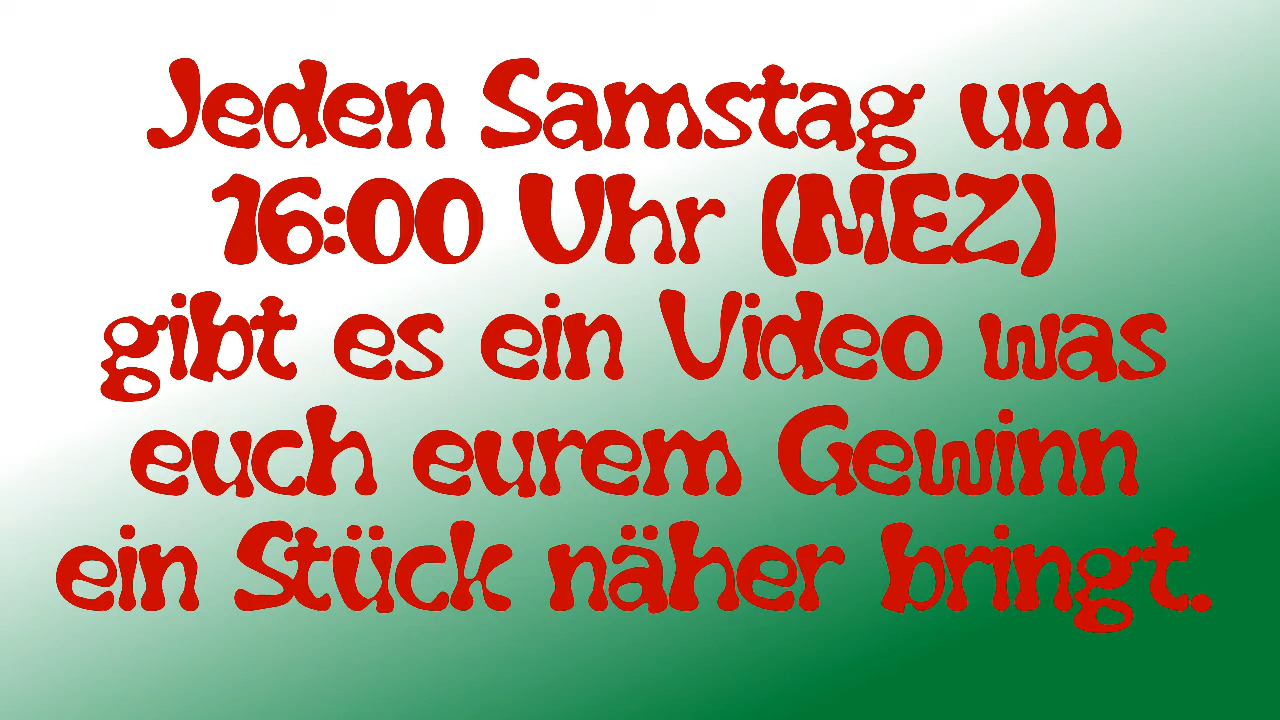 Jeden Samstag um
16:00 Uhr (MEZ)
gibt es ein Video was
euch eurem Gewinn
ein Stück näher bringt.